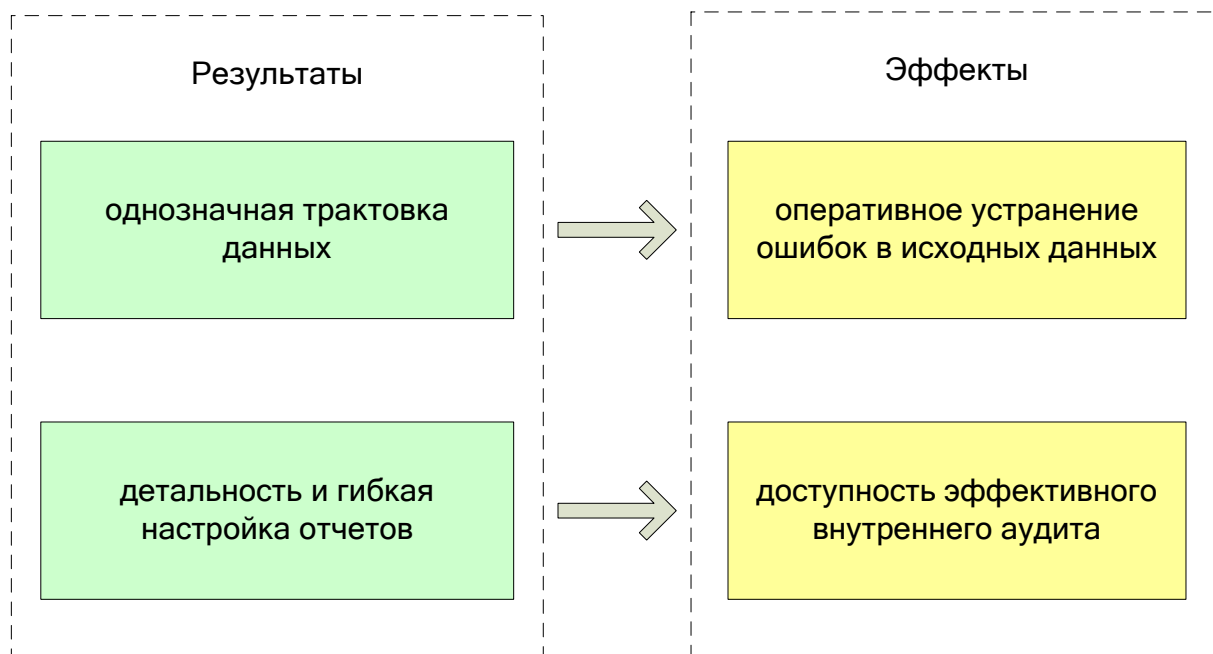 Результаты
Эффекты
однозначная трактовка
данных
оперативное устранение
ошибок в исходных данных
детальность и гибкая
настройка отчетов
доступность эффективного
внутреннего аудита